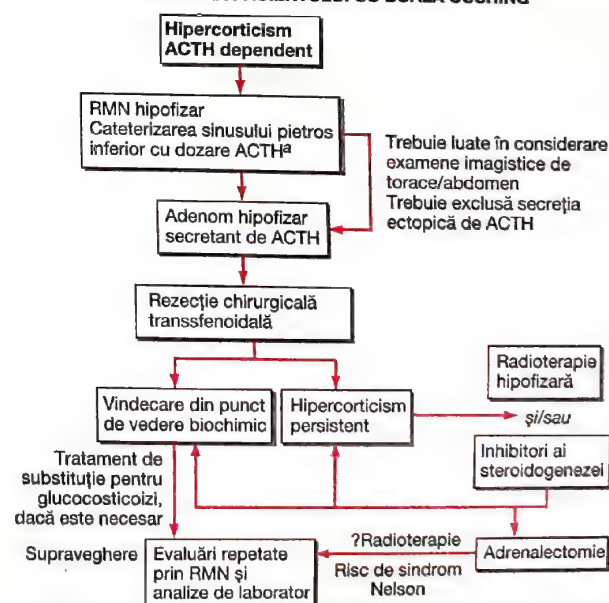 Hipercorticism
ACTH dependent
RMN hipofizar
Cateterizarea sinusului pietros
inferior cu dozare ACTHª
Trebuie luate în considerare
examene imagistice de
torace/abdomen
Trebuie exclusă secreția
ectopică de ACTH
Adenom hipofizar
secretant de ACTH
Rezecție chirurgicală
transsfenoidală
Vindecare din punct
de vedere biochimic
Hipercorticism
persistent
Radioterapie
hipofizară
și/sau
Inhibitori ai
steroidogenezei
Tratament de
substituție pentru
glucocosticoizi,
dacă este necesar
Supraveghere
Evaluări repetate
prin RMN și
analize de laborator
?Radioterapie
Risc de sindrom
Nelson
Adrenalectomie